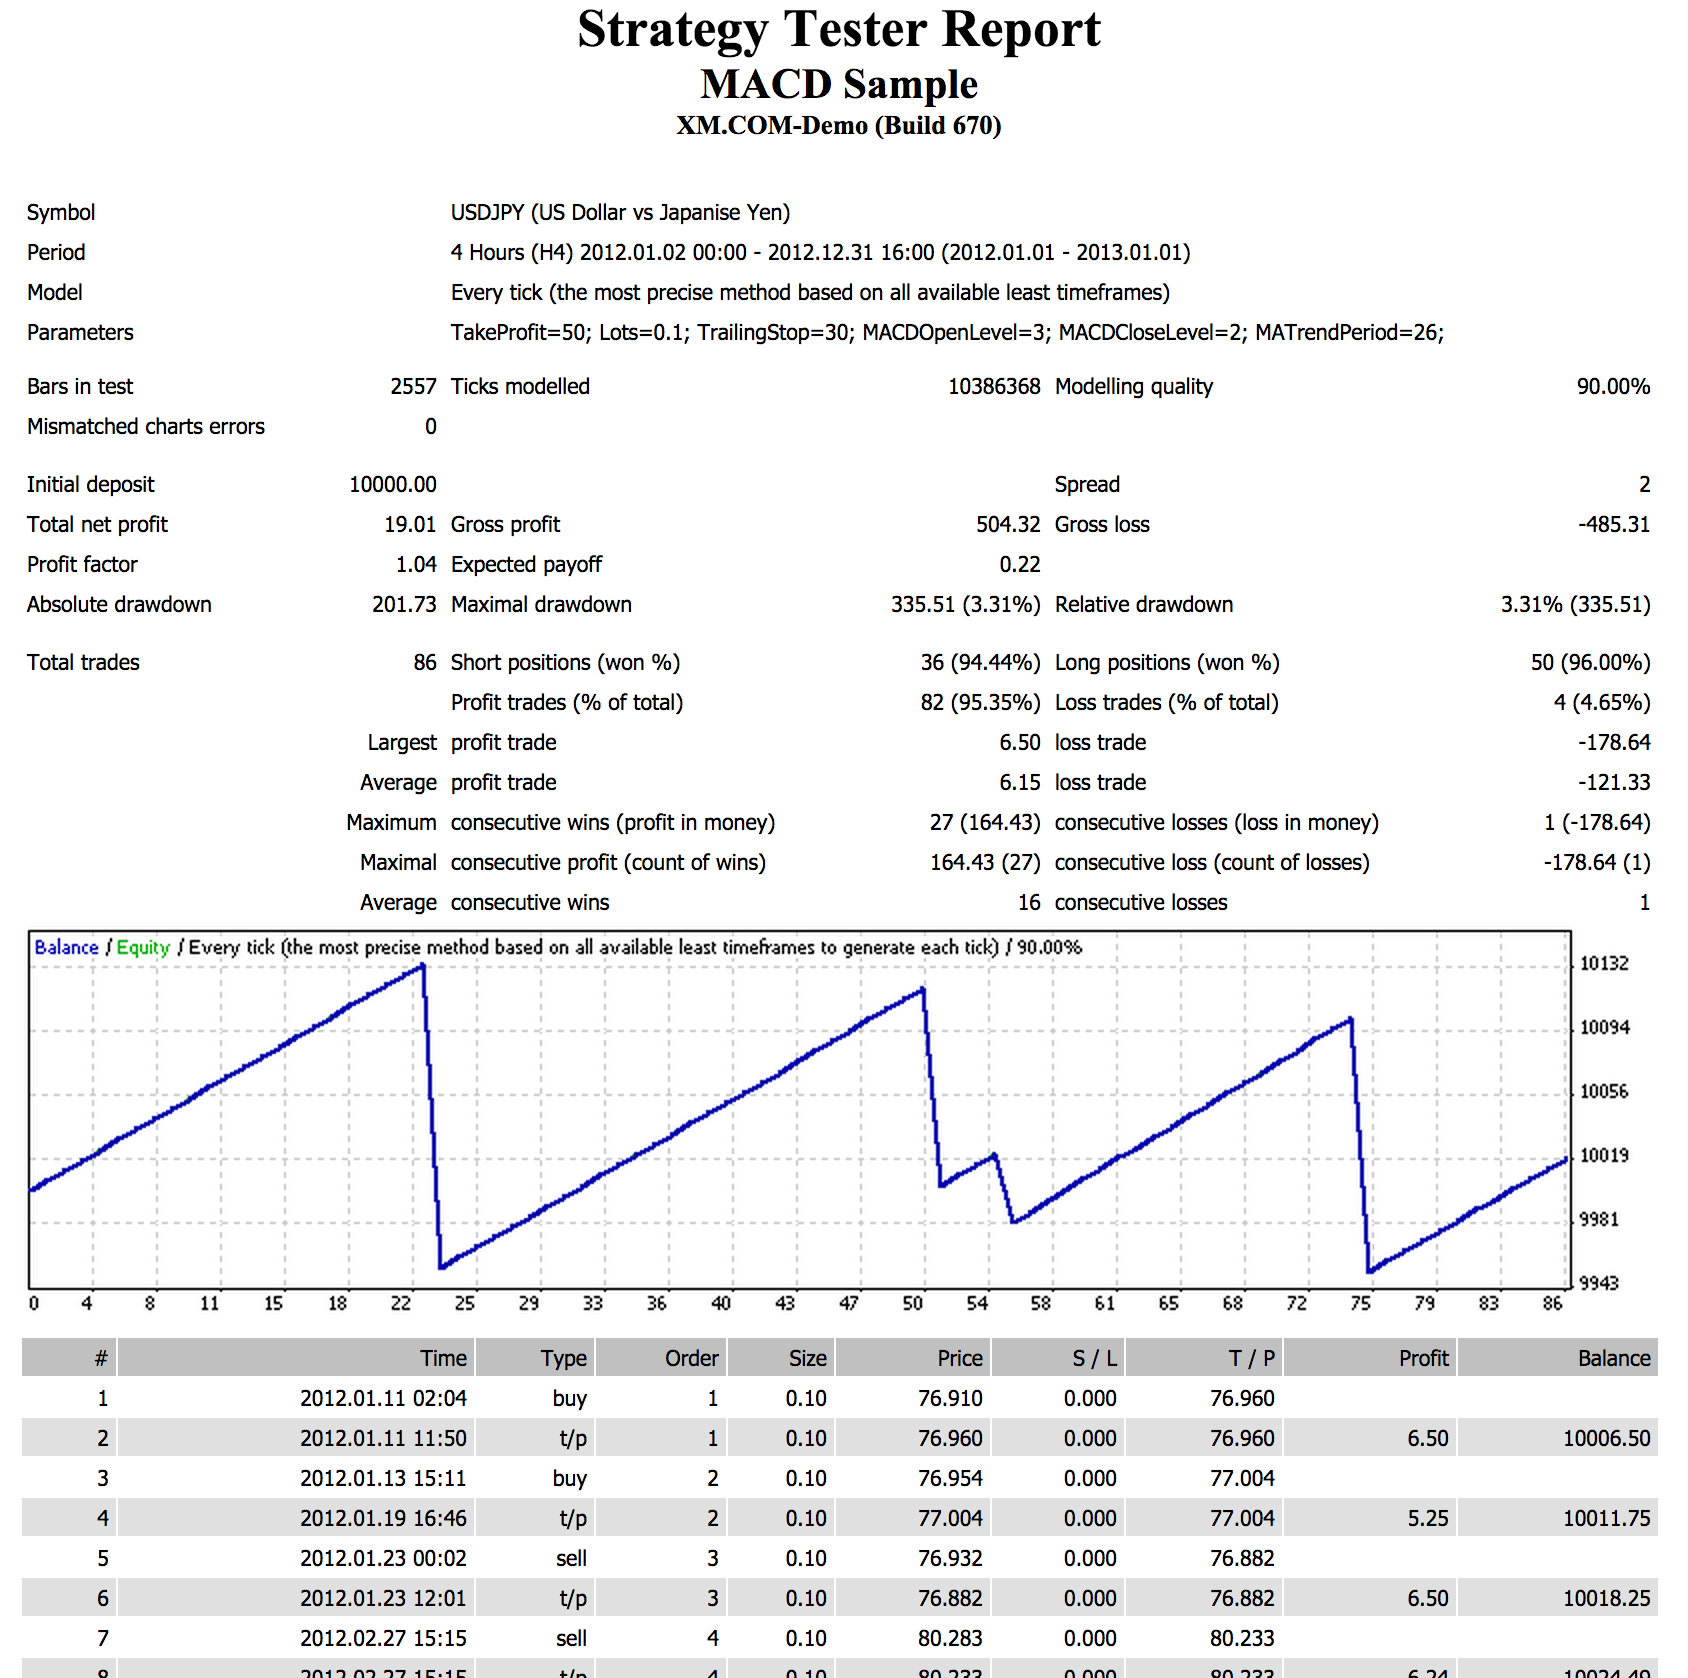 Strategy Tester Report
MACD Sample
XM.COM-Demo (Build 670)
Symbol USDJPY (US Dollar vs Japanise Yen)
Period 4 Hours (H4) 2012.01.02 00:00 - 2012.12.31 16:00 (2012.01.01 - 2013.01.01)
Model Every tick (the most precise method based on all available least timeframes)
Parameters TakeProfit=50; Lots=0.1; TrailingStop=30; MACDOpenLevel=3; MACDCloseLevel=2; MATrendPeriod=26;
Bars in test 2557 Ticks modelled 10386368 Modelling quality 90.00%
Mismatched charts errors 0
Initial deposit 10000.00 Spread 2
Total net profit 19.01 Gross profit 504.32 Gross loss -485.31
Profit factor 1.04 Expected payoff 0.22
Absolute drawdown 201.73 Maximal drawdown 335.51 (3.31%) Relative drawdown 3.31% (335.51)
Total trades 86 Short positions (won %) 36 (94.44%) Long positions (won %) 50 (96.00%)
Profit trades (% of total) 82 (95.35%) Loss trades (% of total) 4 (4.65%)
Largest profit trade 6.50 loss trade -178.64
Average profit trade 6.15 loss trade -121.33
Maximum consecutive wins (profit in money) 27 (164.43) consecutive losses (loss in money) 1 (-178.64)
Maximal consecutive profit (count of wins) 164.43 (27) consecutive loss (count of losses) -178.64 (1)
Average consecutive wins 16 consecutive losses 1
Balance / Equity / Every tick (the most precise method based on all available least timeframes to generate each tick) / 90.00%
10132
10094
10056
10019
9981
9943
0 4 8 11 15 18 22 25 29 33 36 40 43 47 50 54 58 61 65 68 72 75 79 83 86
# Time Type Order Size Price S / L T / P Profit Balance
1 2012.01.11 02:04 buy 1 0.10 76.910 0.000 76.960
2 2012.01.11 11:50 t/p 1 0.10 76.960 0.000 76.960 6.50 10006.50
3 2012.01.13 15:11 buy 2 0.10 76.954 0.000 77.004
4 2012.01.19 16:46 t/p 2 0.10 77.004 0.000 77.004 5.25 10011.75
5 2012.01.23 00:02 sell 3 0.10 76.932 0.000 76.882
6 2012.01.23 12:01 t/p 3 0.10 76.882 0.000 76.882 6.50 10018.25
7 2012.02.27 15:15 sell 4 0.10 80.283 0.000 80.233
8 2012.02.27 15:15 t/p 4 0.10 80.233 0.000 80.233 6.24 10024.49